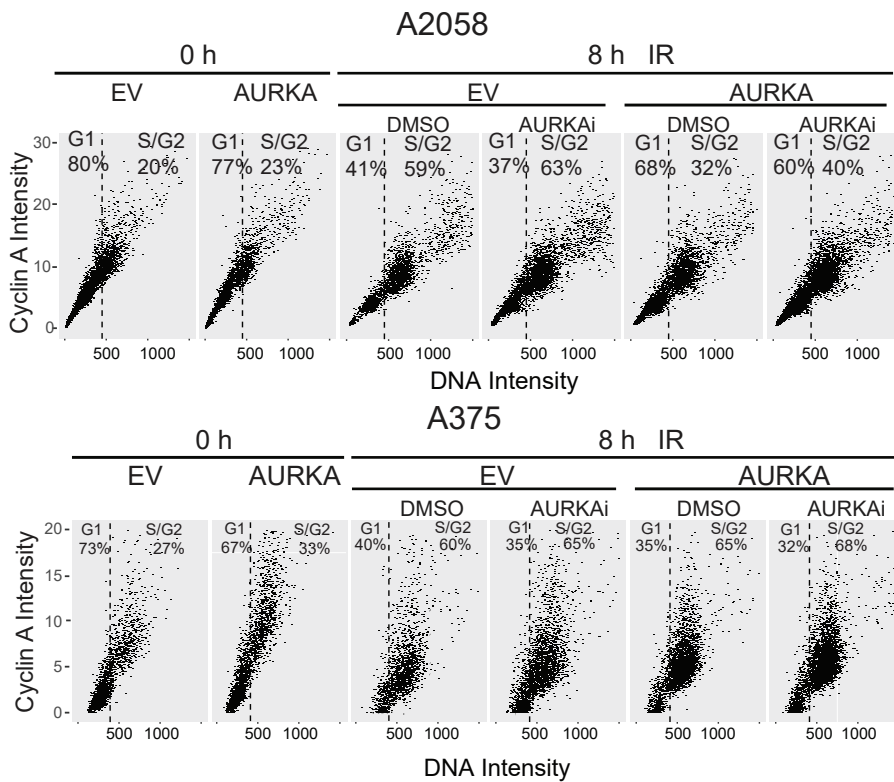 A2058
0 h 8 h IR
EV AURKA EV AURKA
DMSO AURKAi DMSO AURKAi
G1 S/G2 G1 S/G2 G1 S/G2 G1 S/G2 G1 S/G2 G1 S/G2
80% 20% 77% 23% 41% 59% 37% 63% 68% 32% 60% 40%
30
20
10
0
Cyclin A Intensity
500 1000 500 1000 500 1000 500 1000 500 1000 500 1000
DNA Intensity
A375
0 h 8 h IR
EV AURKA EV AURKA
DMSO AURKAi DMSO AURKAi
G1 S/G2 G1 S/G2 G1 S/G2 G1 S/G2 G1 S/G2 G1 S/G2
73% 27% 67% 33% 40% 60% 35% 65% 35% 65% 32% 68%
20
15
10
5
0
Cyclin A Intensity
500 1000 500 1000 500 1000 500 1000 500 1000 500 1000
DNA Intensity